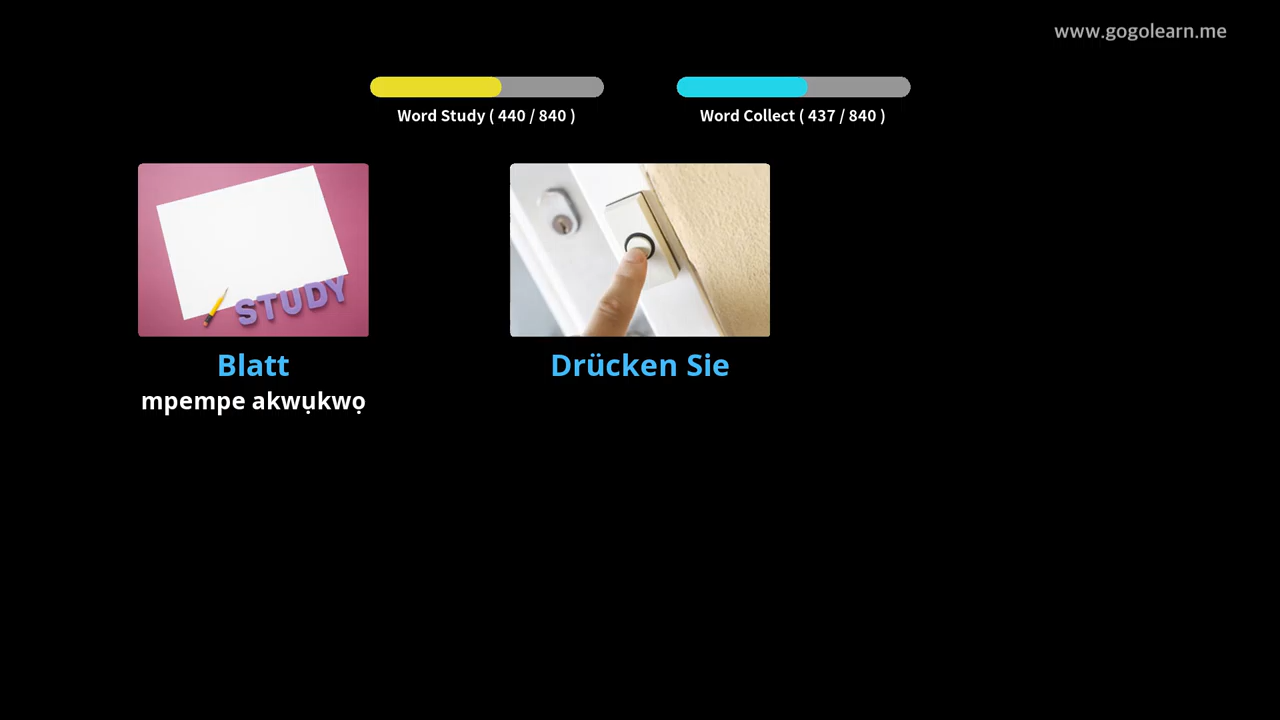 www.gogolearn.me
Word Study ( 440 / 840 )
Word Collect ( 437 / 840 )
STUDY
Blatt
mpempe akwụkwọ
Drücken Sie